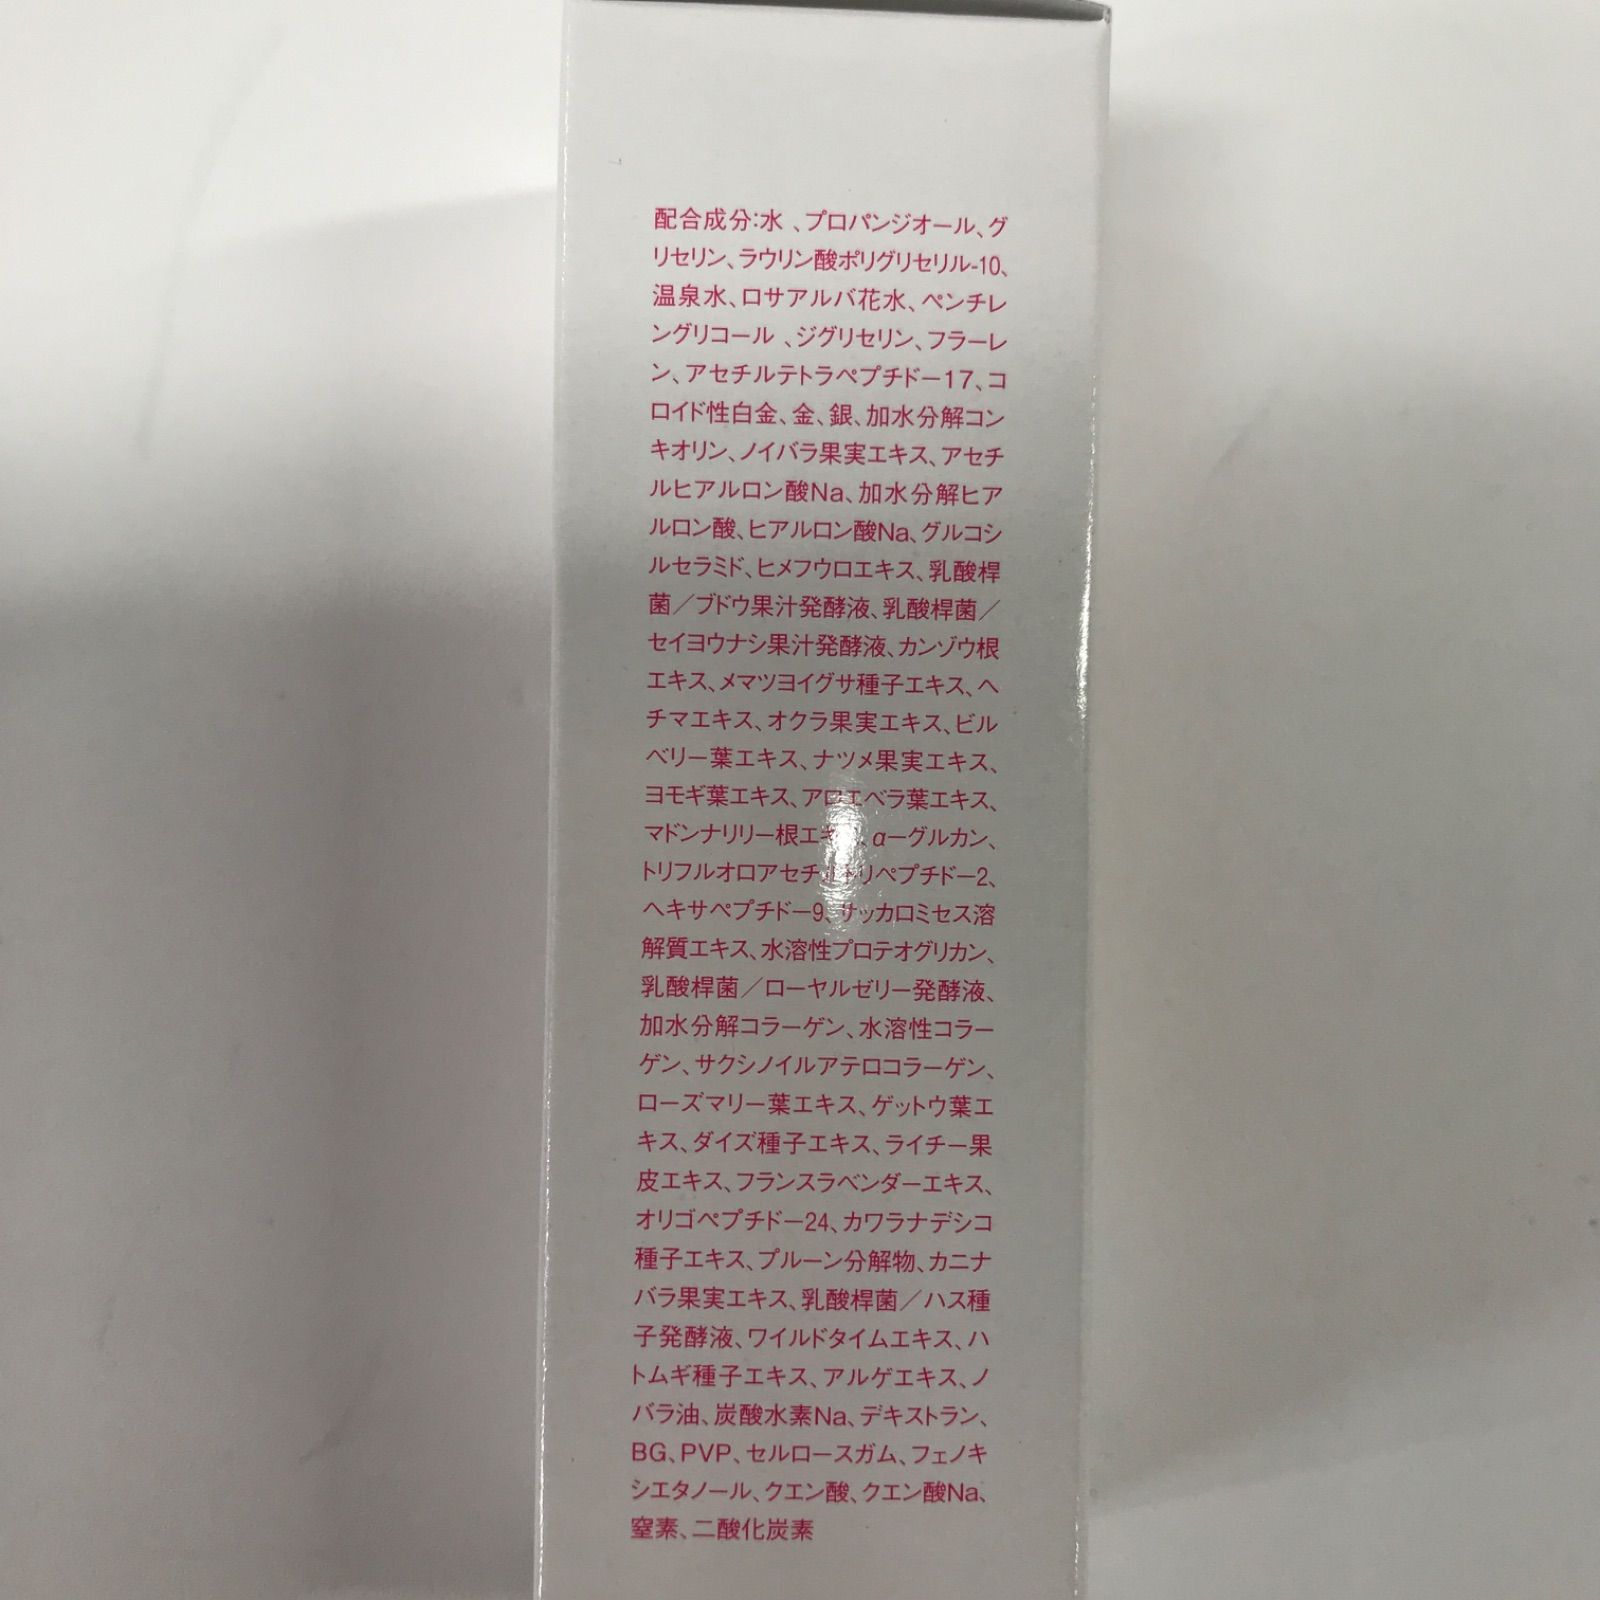 配合成分:水 、プロパンジオール、グ
リセリン、ラウリン酸ポリグリセリル-10、
温泉水、ロサアルバ花水、ペンチレ
ングリコール 、ジグリセリン、フラーレ
ン、アセチルテトラペプチドー17、コ
ロイド性白金、金、銀、加水分解コン
キオリン、ノイバラ果実エキス、アセチ
ルヒアルロン酸Na、加水分解ヒア
ルロン酸、ヒアルロン酸Na、グルコシ
ルセラミド、ヒメフウロエキス、乳酸桿
菌／ブドウ果汁発酵液、乳酸桿菌／
セイヨウナシ果汁発酵液、カンゾウ根
エキス、メマツヨイグサ種子エキス、ヘ
チマエキス、オクラ果実エキス、ビル
ベリー葉エキス、ナツメ果実エキス、
ヨモギ葉エキス、アロエベラ葉エキス、
マドンナリリー根エキス、αーグルカン、
トリフルオロアセチルトリペプチドー2、
ヘキサペプチドー9、サッカロミセス溶
解質エキス、水溶性プロテオグリカン、
乳酸桿菌／ローヤルゼリー発酵液、
加水分解コラーゲン、水溶性コラー
ゲン、サクシノイルアテロコラーゲン、
ローズマリー葉エキス、ゲットウ葉エ
キス、ダイズ種子エキス、ライチー果
皮エキス、フランスラベンダーエキス、
オリゴペプチドー24、カワラナデシコ
種子エキス、プルーン分解物、カニナ
バラ果実エキス、乳酸桿菌／ハス種
子発酵液、ワイルドタイムエキス、ハ
トムギ種子エキス、アルゲエキス、ノ
バラ油、炭酸水素Na、デキストラン、
BG、PVP、セルロースガム、フェノキ
シエタノール、クエン酸、クエン酸Na、
窒素、二酸化炭素